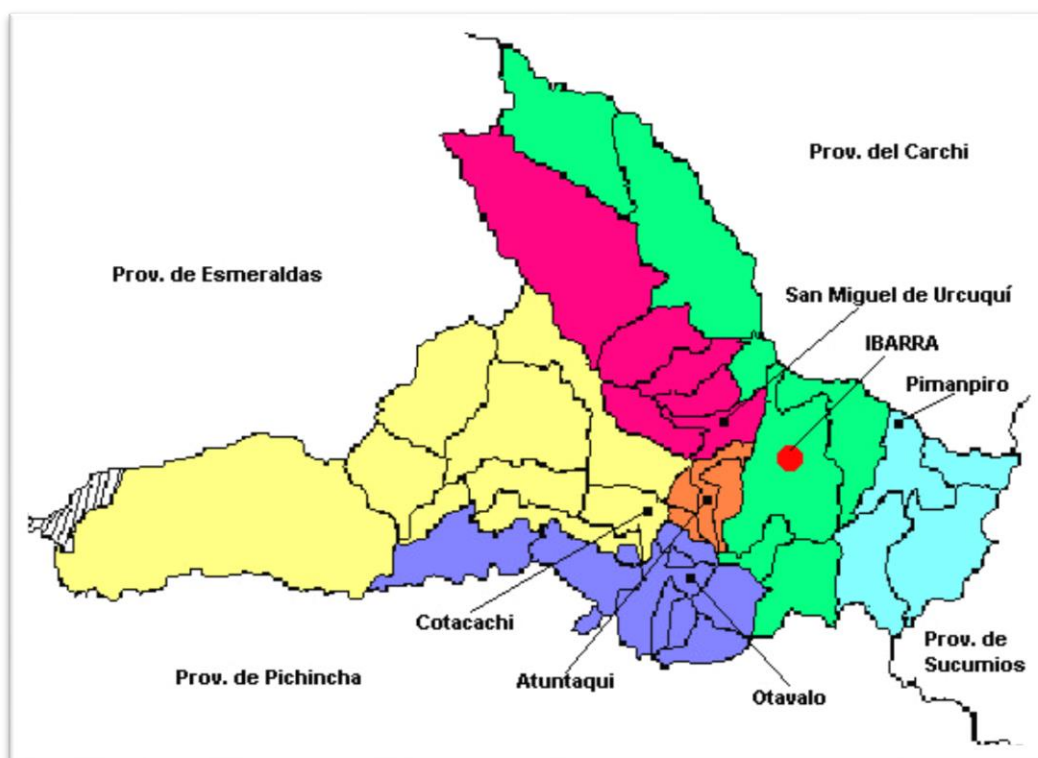 Prov. del Carchi
Prov. de Esmeraldas
San Miguel de Urcuquí
IBARRA
Pimanpiro
Cotacachi
Atuntaqui
Otavalo
Prov. de Pichincha
Prov. de
Sucumios